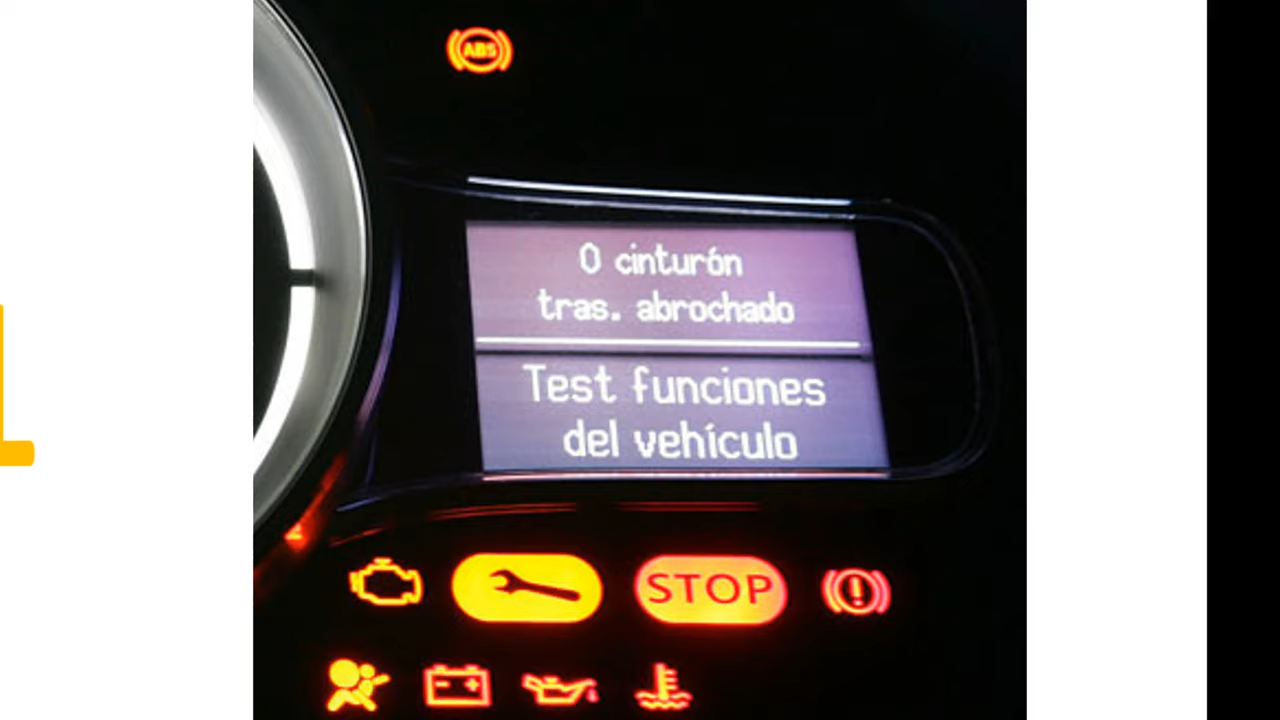 ABS
0 cinturón
tras. abrochado
Test funciones
del vehículo
STOP